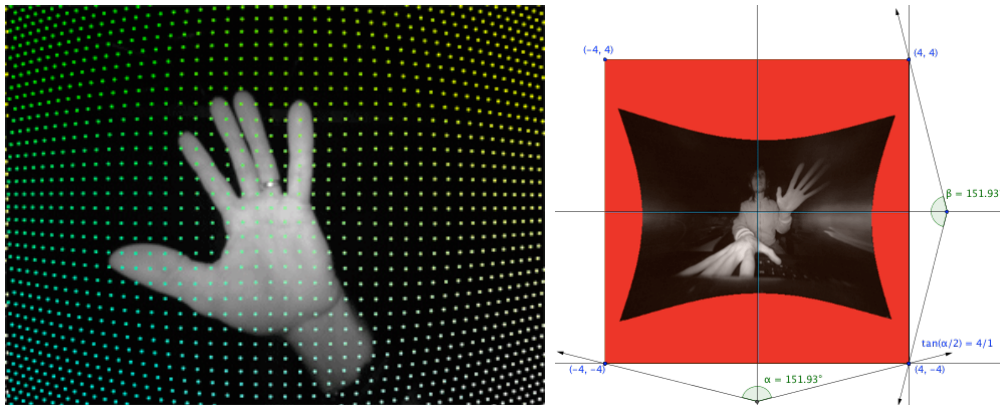 (−4, 4)
(4, 4)
β = 151.93
tan(α/2) = 4/1
(−4, −4)
α = 151.93°
(4, −4)